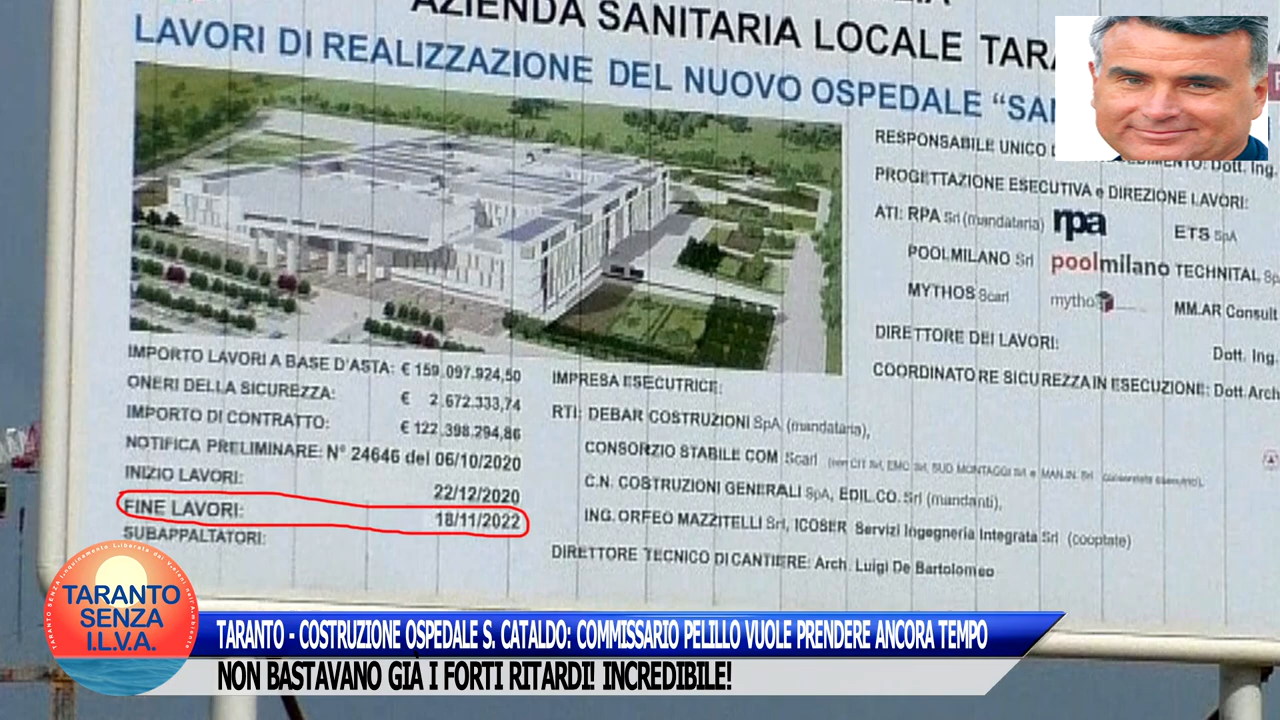 AZIENDA SANITARIA LOCALE TARA
LAVORI DI REALIZZAZIONE DEL NUOVO OSPEDALE “SAN
RESPONSABILE UNICO Dott. Ing.
PROGETTAZIONE ESECUTIVA e DIREZIONE LAVORI:
ATI: RPA Srl (mandataria) rpa ETS SpA
POOLMILANO Srl poolmilano TECHNITAL Sp
MYTHOS Scarl mythos MM.AR Consult
DIRETTORE DEI LAVORI: Dott. Ing.
COORDINATORE SICUREZZA IN ESECUZIONE: Dott. Arch
IMPORTO LAVORI A BASE D'ASTA: € 159.097.924,50
ONERI DELLA SICUREZZA: € 2.672.333,74
IMPORTO DI CONTRATTO: € 122.398.294,86
NOTIFICA PRELIMINARE: N° 24646 del 06/10/2020
INIZIO LAVORI: 22/12/2020
FINE LAVORI: 18/11/2022
SUBAPPALTATORI:
IMPRESA ESECUTRICE:
RTI: DEBAR COSTRUZIONI SpA (mandataria),
CONSORZIO STABILE COM Scarl
C.N. COSTRUZIONI GENERALI SpA, EDIL.CO. Srl (mandanti),
ING. ORFEO MAZZITELLI Srl, ICOSER Servizi Ingegneria Integrata Srl (cooptate)
DIRETTORE TECNICO DI CANTIERE: Arch. Luigi De Bartolomeo
TARANTO
SENZA
I.L.V.A.
TARANTO - COSTRUZIONE OSPEDALE S. CATALDO: COMMISSARIO PELILLO VUOLE PRENDERE ANCORA TEMPO
NON BASTAVANO GIÀ I FORTI RITARDI! INCREDIBILE!